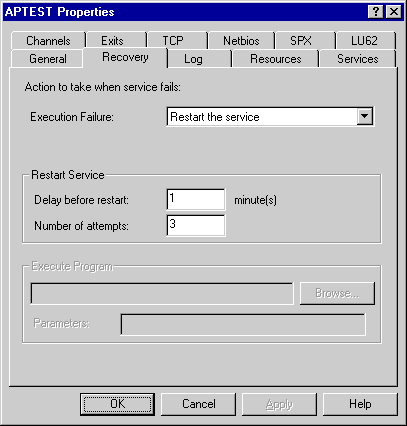 APTEST Properties
Channels Exits TCP Netbios SPX LU62
General Recovery Log Resources Services
Action to take when service fails:
Execution Failure: Restart the service
Restart Service
Delay before restart: 1 minute(s)
Number of attempts: 3
Execute Program
Browse...
Parameters:
OK Cancel Apply Help